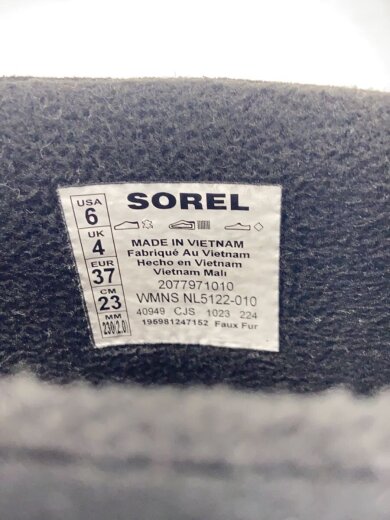 SOREL
USA
6
UK
4
EUR
37
CM
23
MM
230/2.0
MADE IN VIETNAM
Fabriqué Au Vietnam
Hecho en Vietnam
Vietnam Mali
2077971010
WMNS NL5122-010
40949 CJS 1023 224
195981247152 Faux Fur